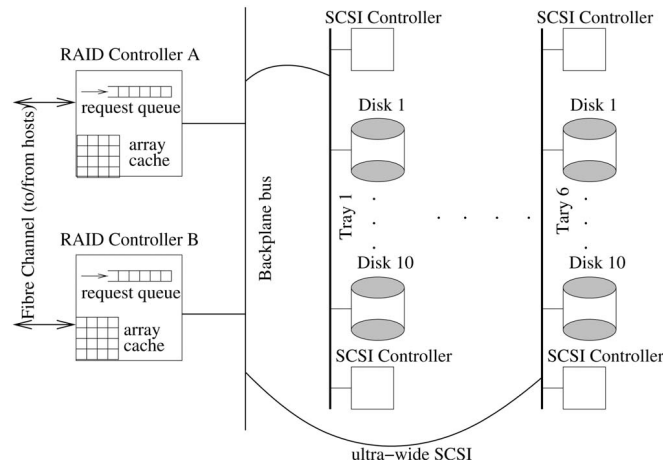 SCSI Controller
SCSI Controller
RAID Controller A
request queue
array
cache
Disk 1
Disk 1
Fibre Channel (to/from hosts)
Backplane bus
Tray 1
Tary 6
RAID Controller B
request queue
array
cache
Disk 10
Disk 10
SCSI Controller
SCSI Controller
ultra-wide SCSI